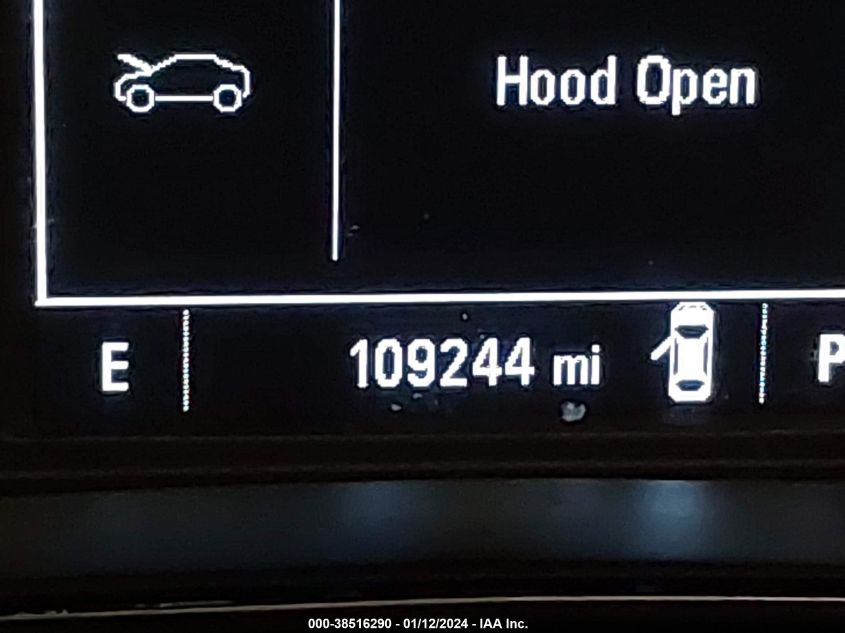 Hood Open
E 109244 mi P
000-38516290 - 01/12/2024 - IAA Inc.